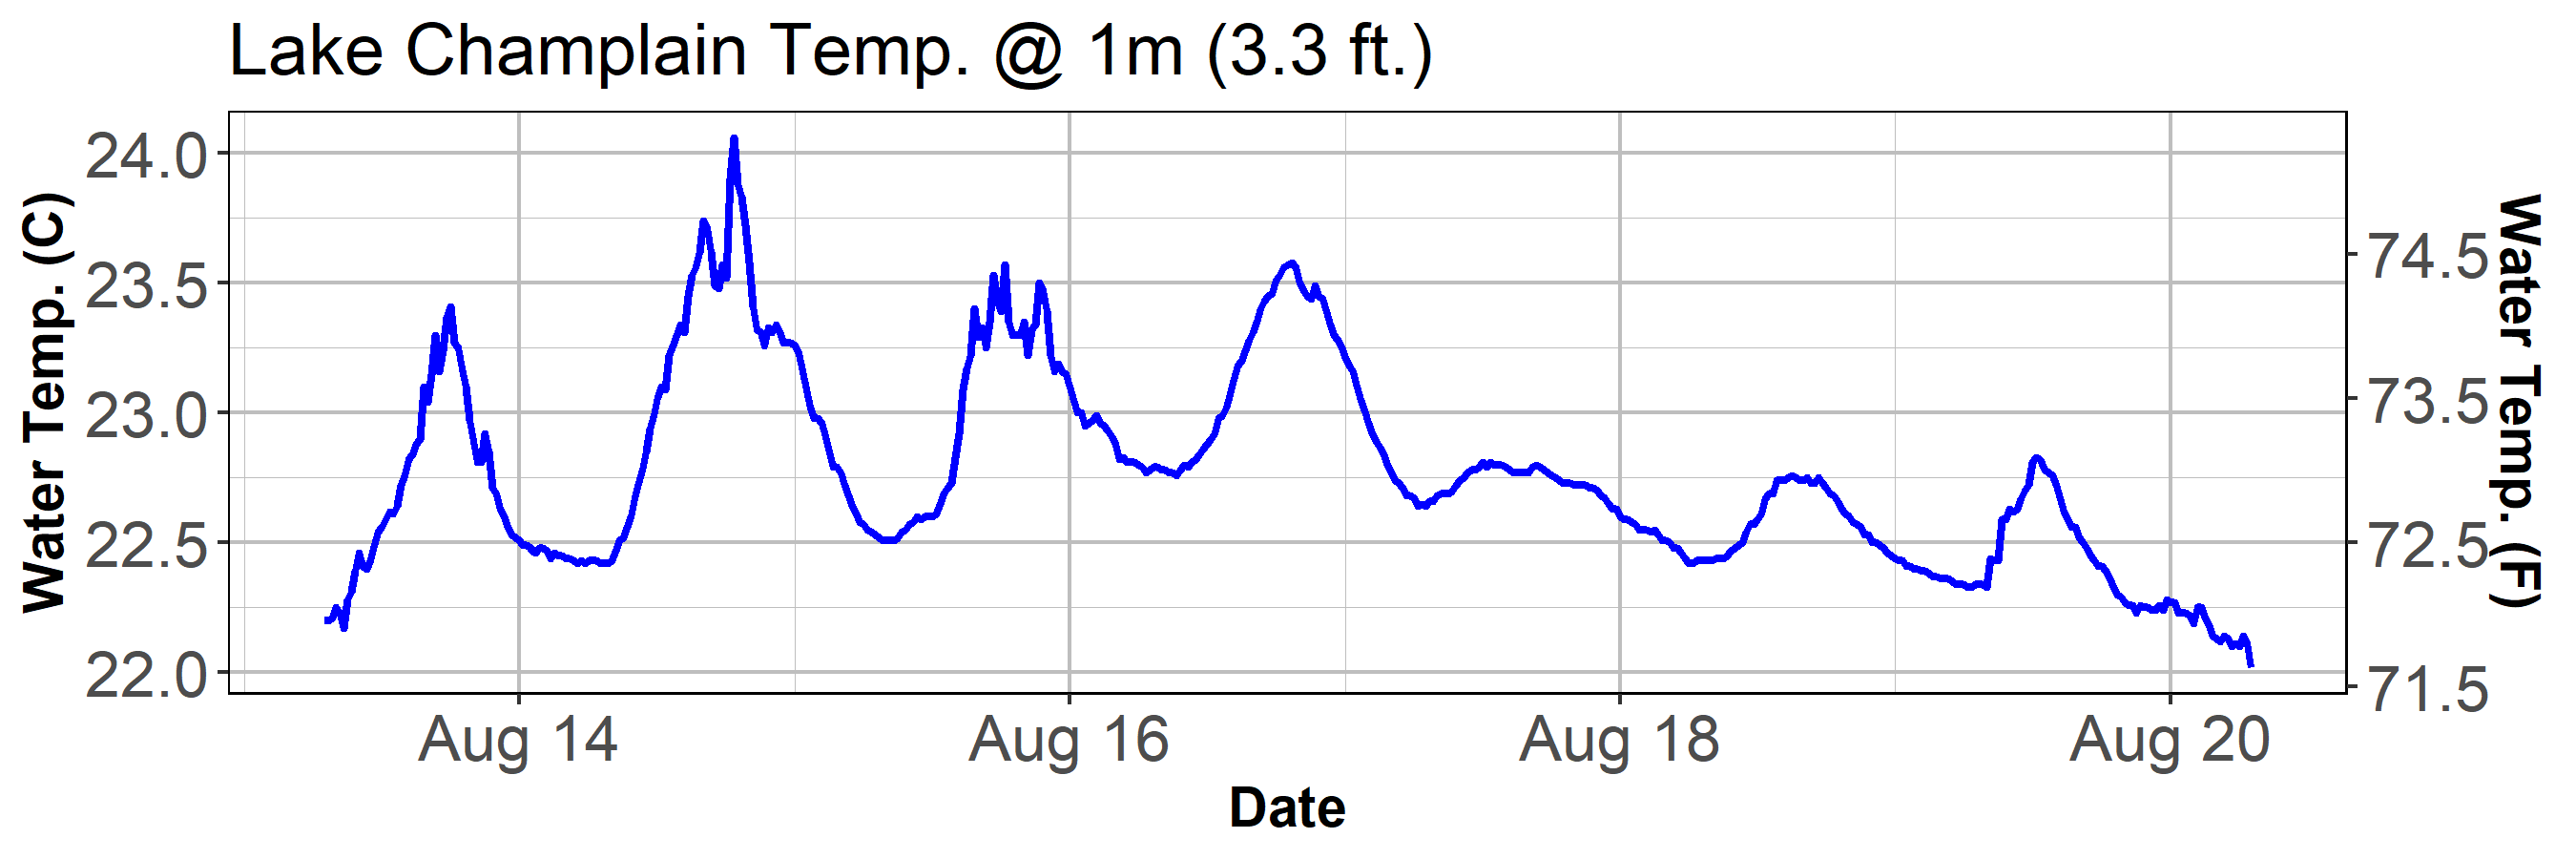 Lake Champlain Temp. @ 1m (3.3 ft.)
Water Temp. (C)
24.0
23.5
23.0
22.5
22.0
74.5
73.5
72.5
71.5
Water Temp. (F)
Aug 14 Aug 16 Aug 18 Aug 20
Date